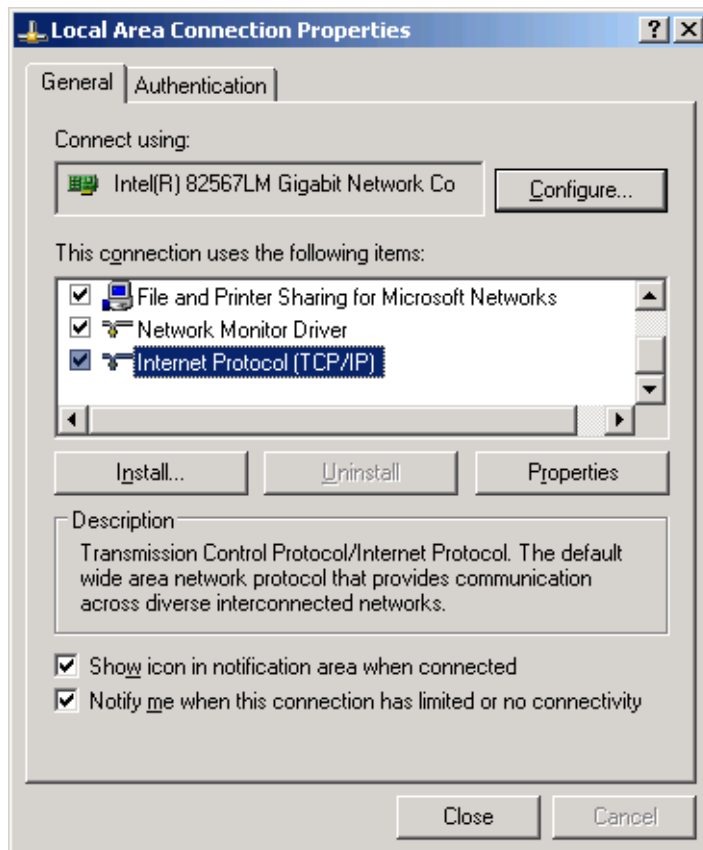 Local Area Connection Properties
General
Authentication
Connect using:
Intel(R) 82567LM Gigabit Network Co
Configure...
This connection uses the following items:
File and Printer Sharing for Microsoft Networks
Network Monitor Driver
Internet Protocol (TCP/IP)
Install...
Uninstall
Properties
Description
Transmission Control Protocol/Internet Protocol. The default
wide area network protocol that provides communication
across diverse interconnected networks.
Show icon in notification area when connected
Notify me when this connection has limited or no connectivity
Close
Cancel